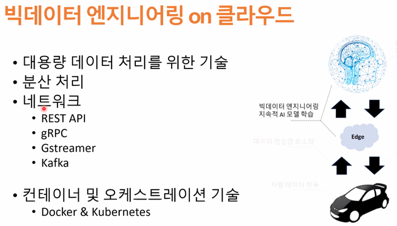 빅데이터 엔지니어링 on 클라우드
• 대용량 데이터 처리를 위한 기술
• 분산 처리
• 네트워크
• REST API
• gRPC
• Gstreamer
• Kafka
• 컨테이너 및 오케스트레이션 기술
• Docker & Kubernetes
빅데이터 엔지니어링
지속적 AI 모델 학습
Edge